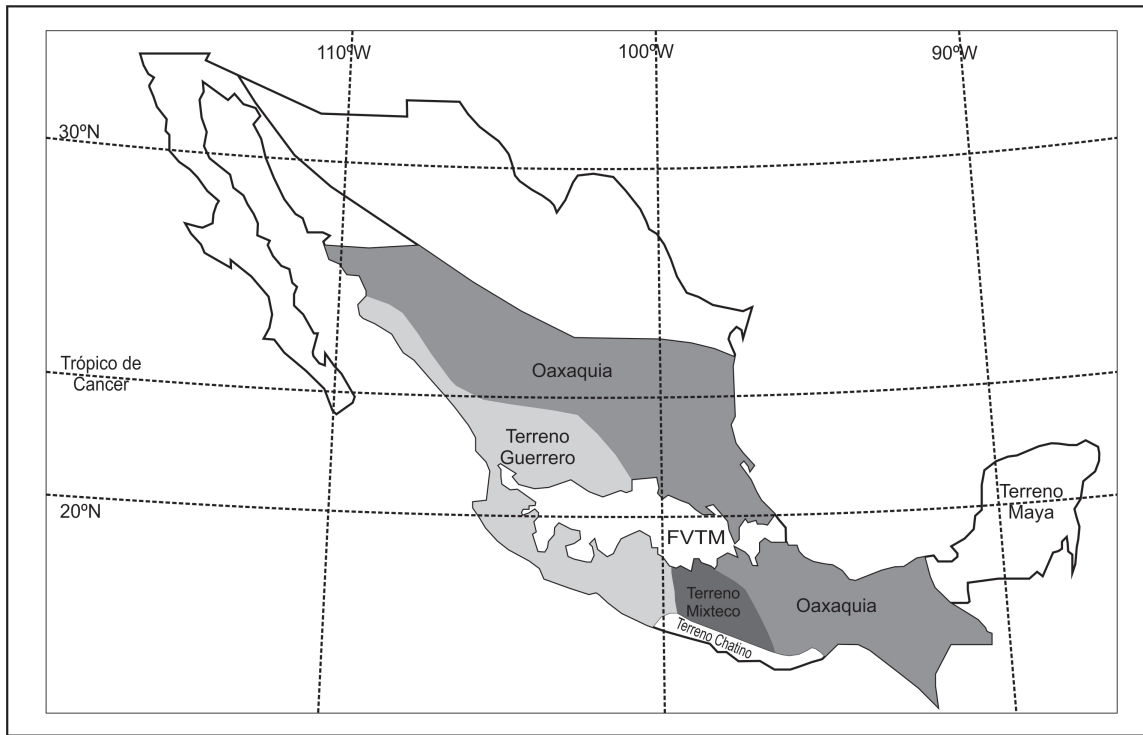 110ºW
100ºW
90ºW
30ºN
Trópico de
Cancer
Oaxaquia
Terreno
Guerrero
Terreno
Maya
20ºN
FVTM
Terreno
Mixteco
Oaxaquia
Terreno Chatino